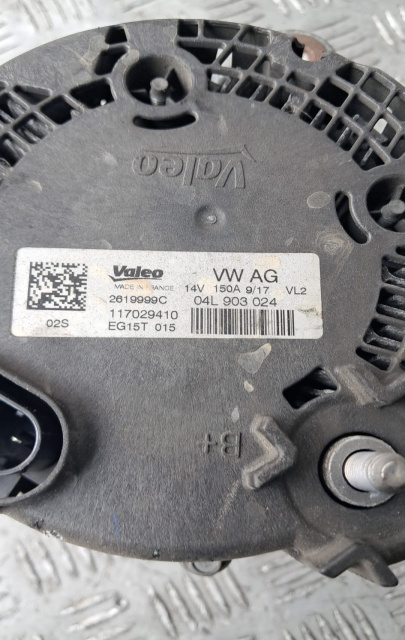 Valeo
Valeo VW AG
MADE IN FRANCE 14V 150A 9/17 VL2
2619999C 04L 903 024
117029410
02S EG15T 015
B+